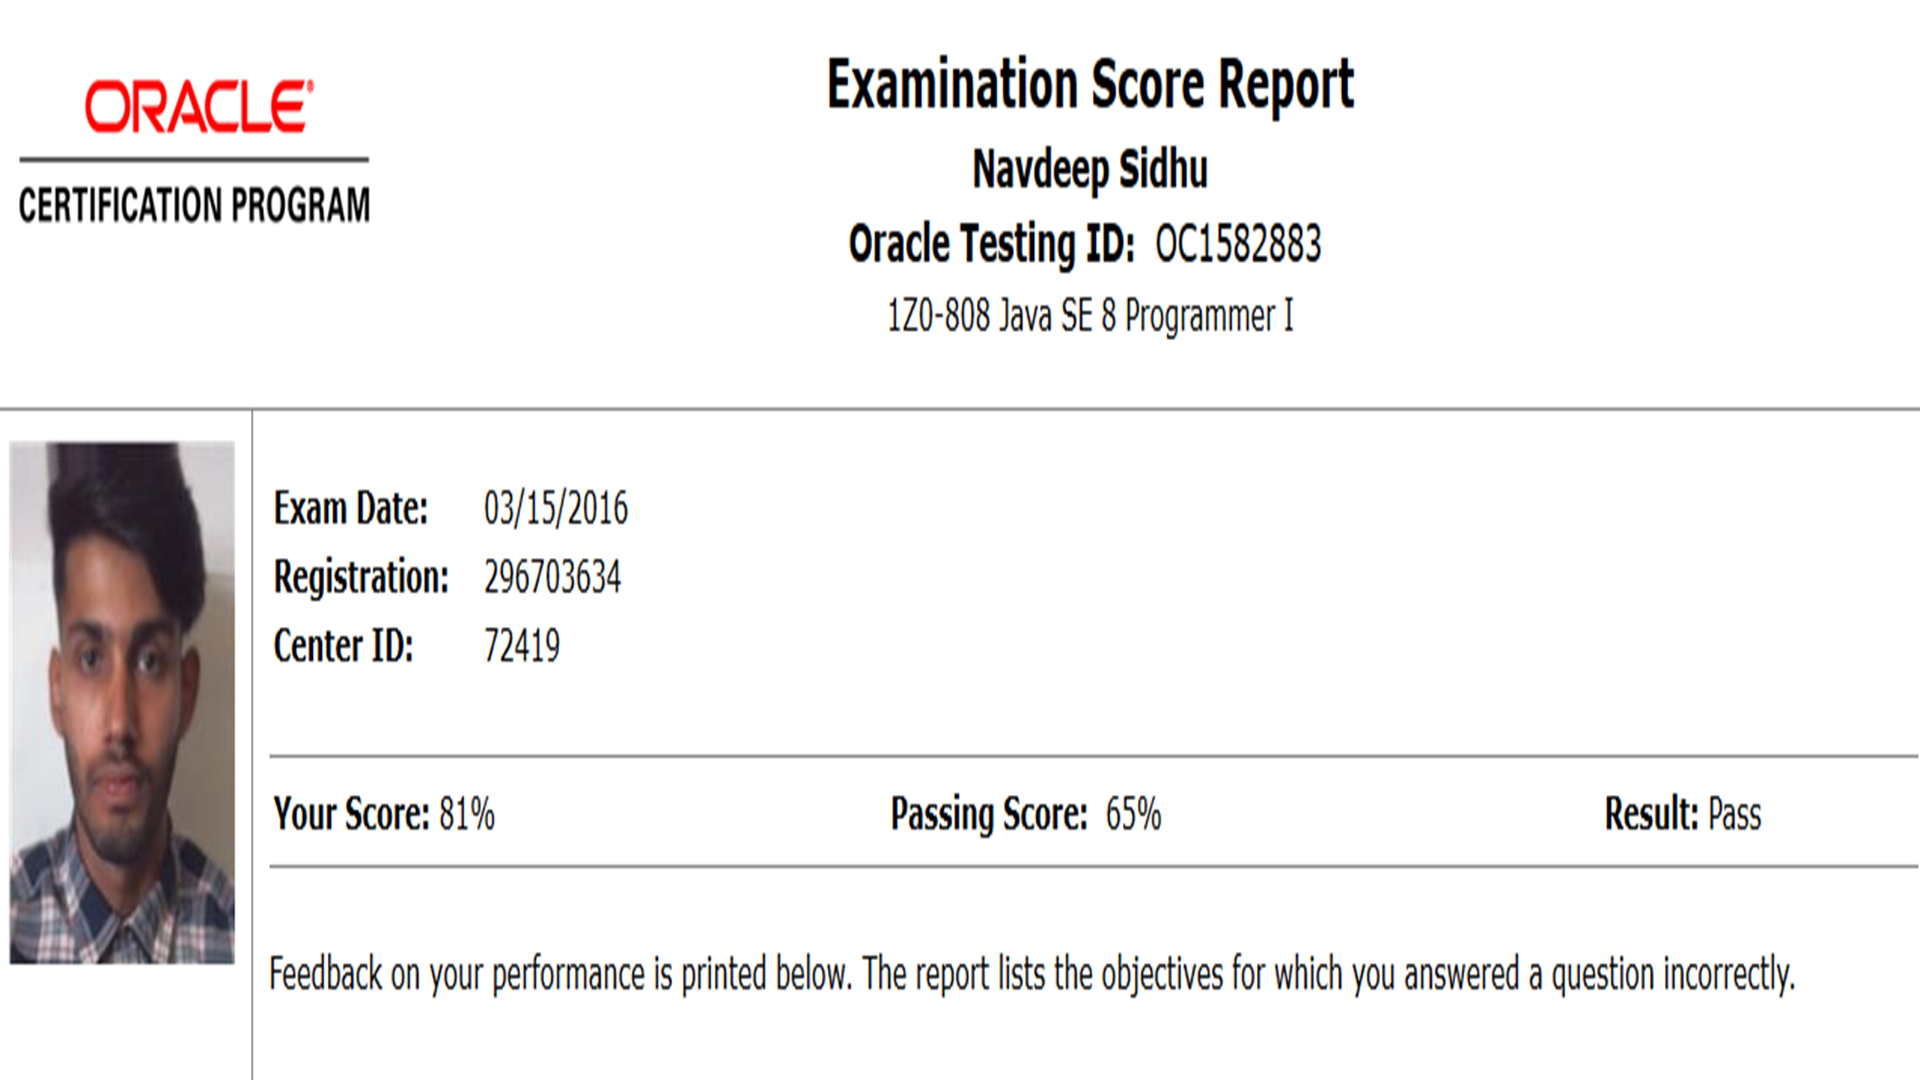 ORACLE®
CERTIFICATION PROGRAM
Examination Score Report
Navdeep Sidhu
Oracle Testing ID: OC1582883
1Z0-808 Java SE 8 Programmer I
Exam Date: 03/15/2016
Registration: 296703634
Center ID: 72419
Your Score: 81% Passing Score: 65% Result: Pass
Feedback on your performance is printed below. The report lists the objectives for which you answered a question incorrectly.